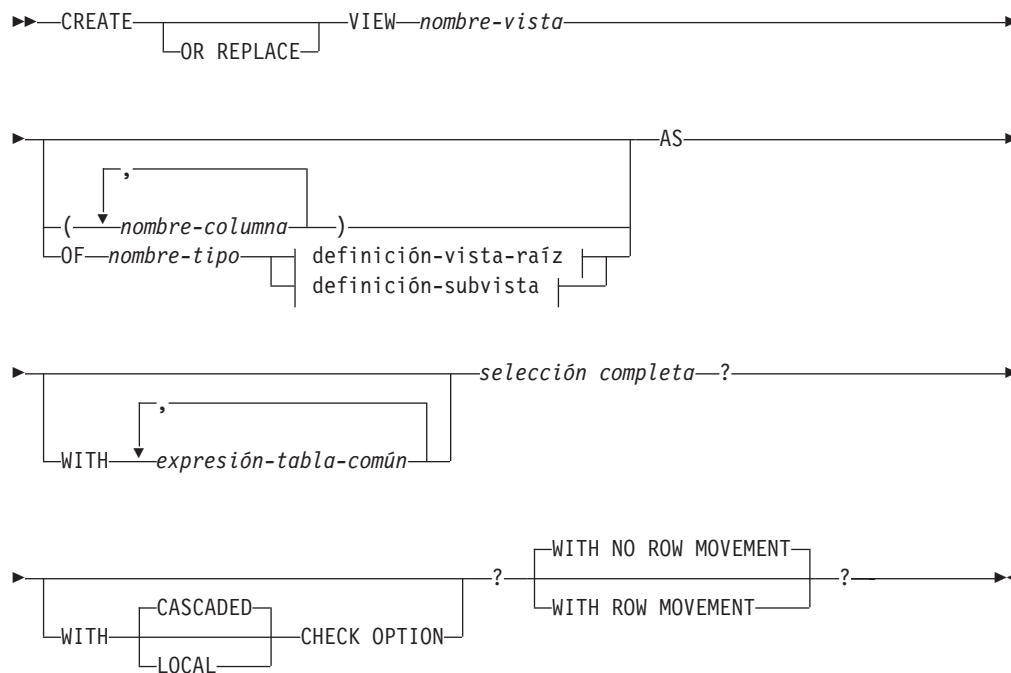 CREATE VIEW nombre-vista
OR REPLACE
AS
,
( nombre-columna )
OF nombre-tipo definición-vista-raíz
definición-subvista
selección completa ?
,
WITH expresión-tabla-común
WITH NO ROW MOVEMENT
? ?
CASCADED WITH ROW MOVEMENT
WITH CHECK OPTION
LOCAL